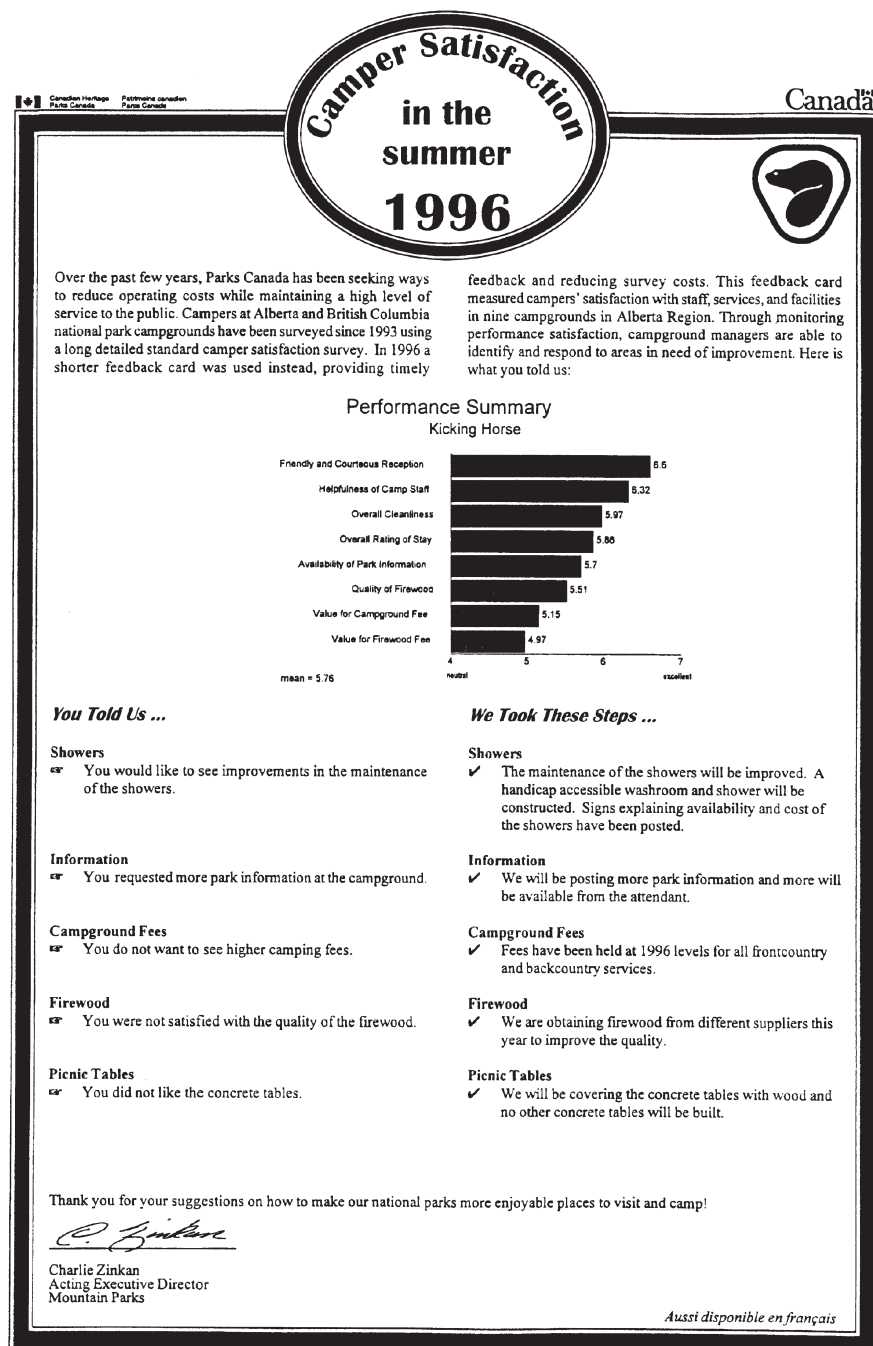 Canadian Heritage
Parks Canada
Patrimoine canadien
Parcs Canada
Canada
Camper Satisfaction
in the
summer
1996
Over the past few years, Parks Canada has been seeking ways
to reduce operating costs while maintaining a high level of
service to the public. Campers at Alberta and British Columbia
national park campgrounds have been surveyed since 1993 using
a long detailed standard camper satisfaction survey. In 1996 a
shorter feedback card was used instead, providing timely
feedback and reducing survey costs. This feedback card
measured campers' satisfaction with staff, services, and facilities
in nine campgrounds in Alberta Region. Through monitoring
performance satisfaction, campground managers are able to
identify and respond to areas in need of improvement. Here is
what you told us:
Performance Summary
Kicking Horse
Friendly and Courteous Reception 6.6
Helpfulness of Camp Staff 6.32
Overall Cleanliness 5.97
Overall Rating of Stay 5.86
Availability of Park Information 5.7
Quality of Firewood 5.51
Value for Campground Fee 5.15
Value for Firewood Fee 4.97
4 5 6 7
neutral excellent
mean = 5.76
You Told Us ...
Showers
You would like to see improvements in the maintenance
of the showers.
Information
You requested more park information at the campground.
Campground Fees
You do not want to see higher camping fees.
Firewood
You were not satisfied with the quality of the firewood.
Picnic Tables
You did not like the concrete tables.
We Took These Steps ...
Showers
✔ The maintenance of the showers will be improved. A
handicap accessible washroom and shower will be
constructed. Signs explaining availability and cost of
the showers have been posted.
Information
✔ We will be posting more park information and more will
be available from the attendant.
Campground Fees
✔ Fees have been held at 1996 levels for all frontcountry
and backcountry services.
Firewood
✔ We are obtaining firewood from different suppliers this
year to improve the quality.
Picnic Tables
✔ We will be covering the concrete tables with wood and
no other concrete tables will be built.
Thank you for your suggestions on how to make our national parks more enjoyable places to visit and camp!
C. Zinkan
Charlie Zinkan
Acting Executive Director
Mountain Parks
Aussi disponible en français